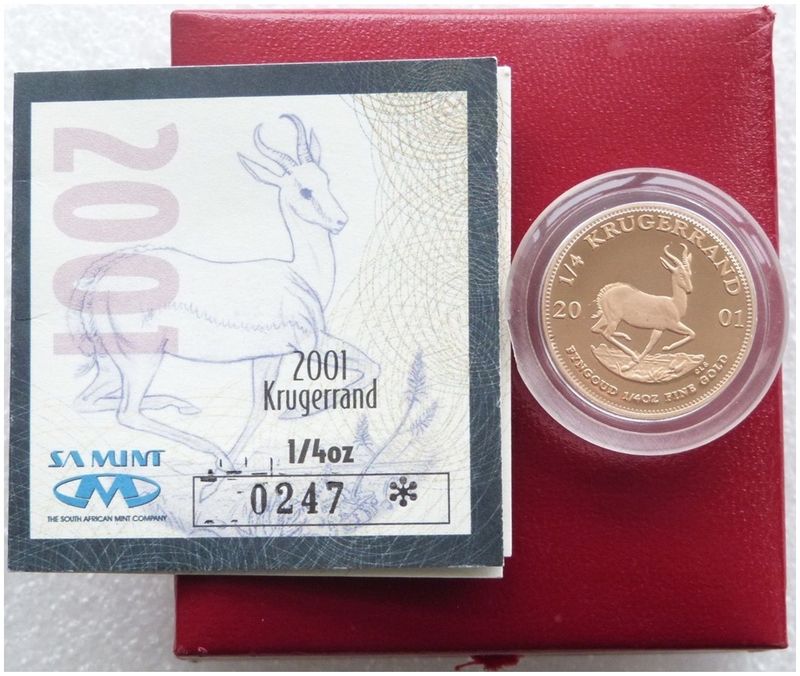 2001
2001
Krugerrand
1/4oz
0247 *
SA MINT
THE SOUTH AFRICAN MINT COMPANY
1/4 KRUGERRAND
20 01
FYNGOUD 1/4OZ FINE GOLD